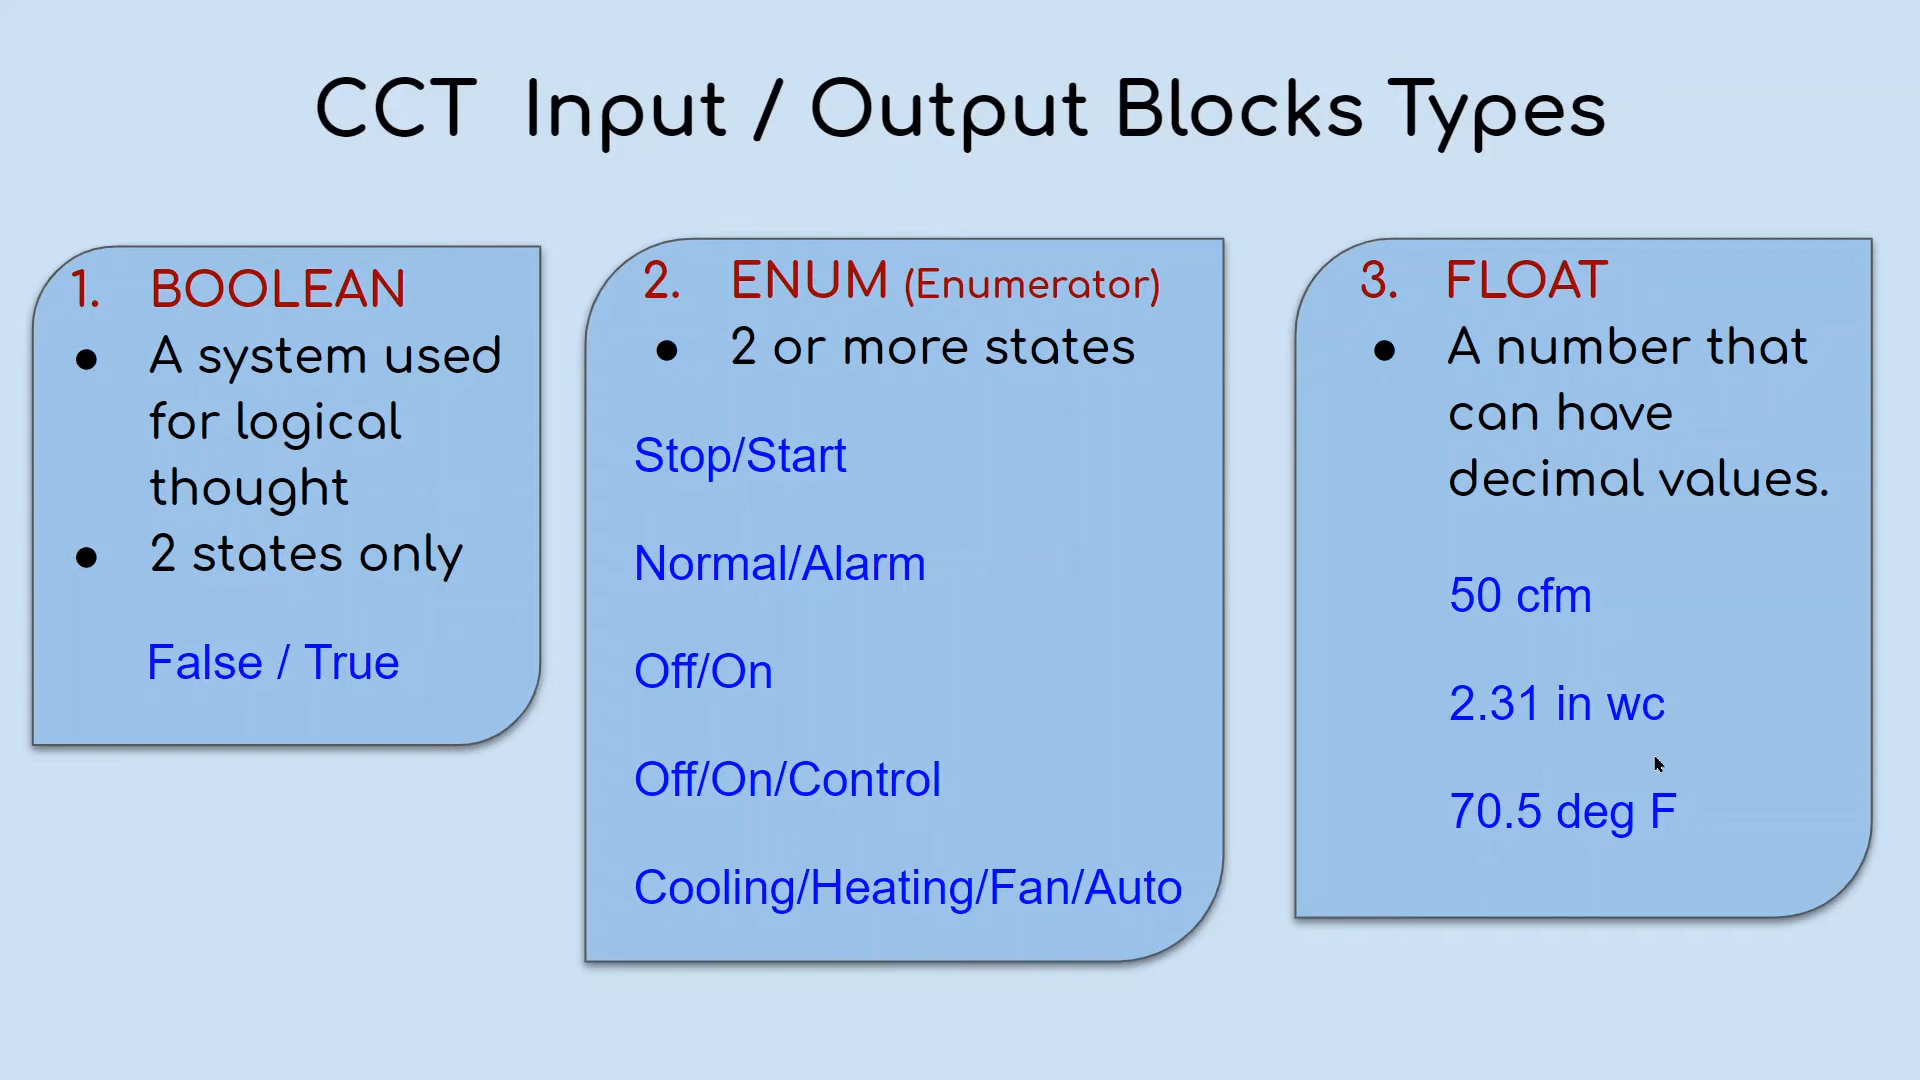 CCT Input / Output Blocks Types
1. BOOLEAN
● A system used
for logical
thought
● 2 states only
False / True
2. ENUM (Enumerator)
● 2 or more states
Stop/Start
Normal/Alarm
Off/On
Off/On/Control
Cooling/Heating/Fan/Auto
3. FLOAT
● A number that
can have
decimal values.
50 cfm
2.31 in wc
70.5 deg F